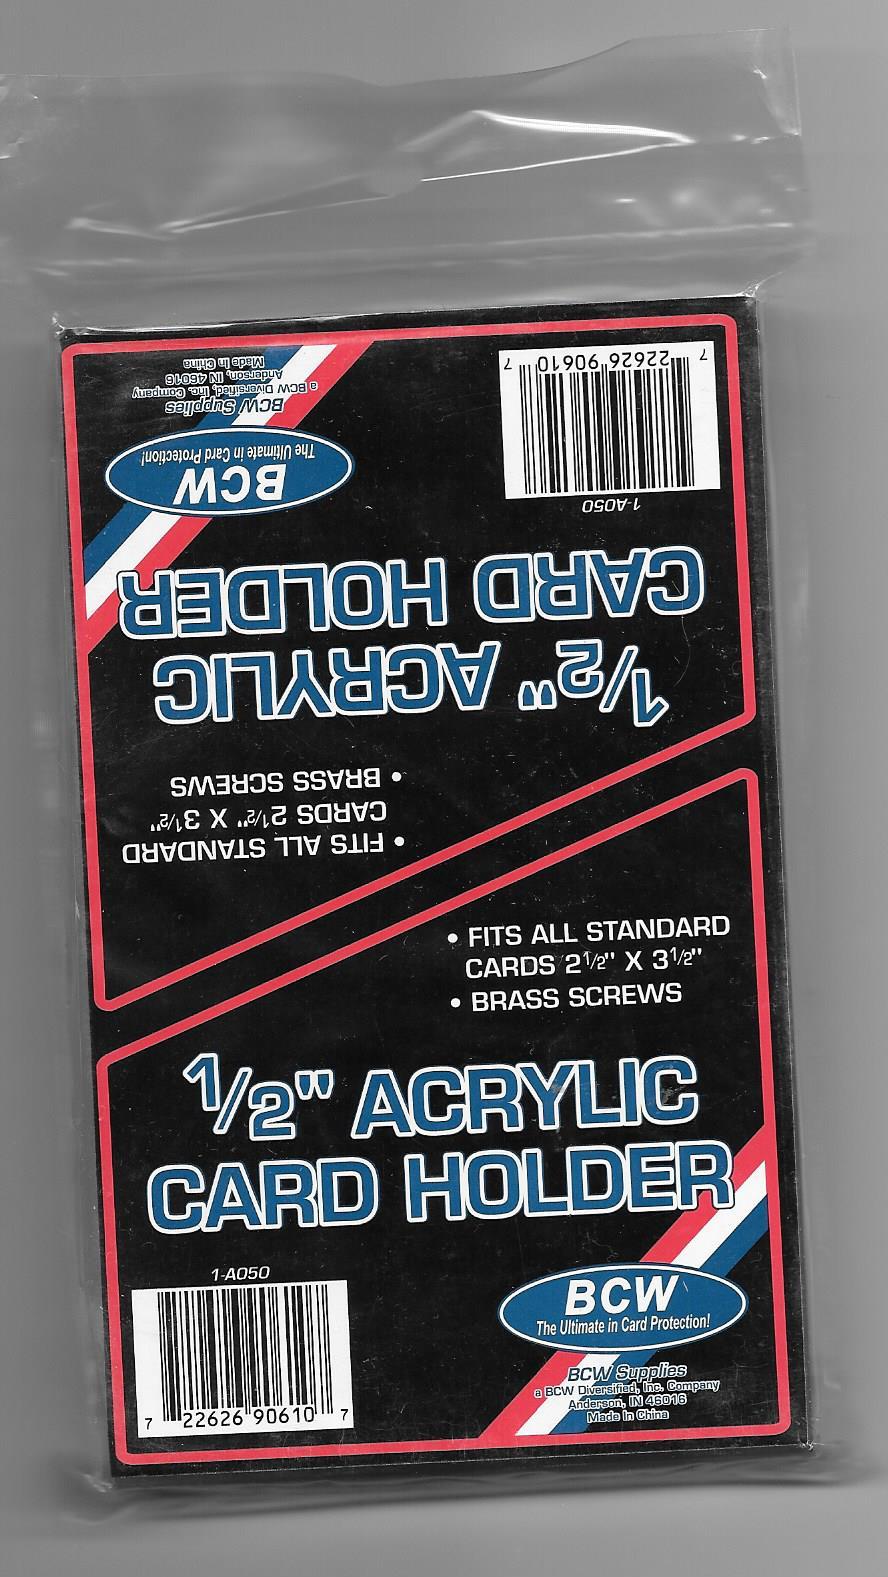 7 22626 90610 7
1-A050
BCW
The Ultimate in Card Protection!
BCW Supplies
a BCW Diversified, Inc. Company
Anderson, IN 46016
Made In China
1/2" ACRYLIC
CARD HOLDER
• FITS ALL STANDARD
CARDS 2 1/2" X 3 1/2"
• BRASS SCREWS
• FITS ALL STANDARD
CARDS 2 1/2" X 3 1/2"
• BRASS SCREWS
1/2" ACRYLIC
CARD HOLDER
1-A050
7 22626 90610 7
BCW
The Ultimate in Card Protection!
BCW Supplies
a BCW Diversified, Inc. Company
Anderson, IN 46016
Made In China